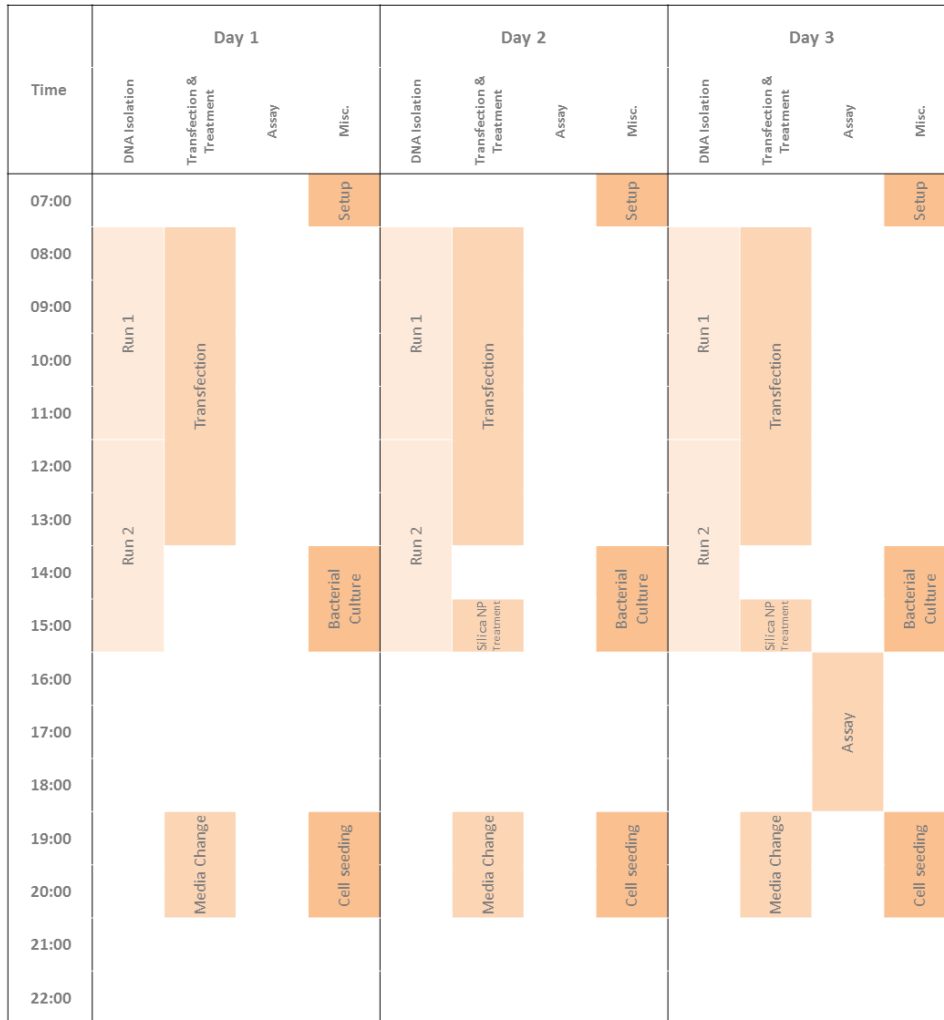 Day 1
Day 2
Day 3
Time
DNA Isolation
Transfection &
Treatment
Assay
Misc.
DNA Isolation
Transfection &
Treatment
Assay
Misc.
DNA Isolation
Transfection &
Treatment
Assay
Misc.
07:00
Setup
Setup
Setup
08:00
09:00
Run 1
Run 1
Run 1
10:00
Transfection
Transfection
Transfection
11:00
12:00
13:00
Run 2
Run 2
Run 2
14:00
Bacterial
Culture
Bacterial
Culture
Bacterial
Culture
15:00
Silica NP
Treatment
Silica NP
Treatment
16:00
17:00
Assay
18:00
19:00
Media Change
Cell seeding
Media Change
Cell seeding
Media Change
Cell seeding
20:00
21:00
22:00